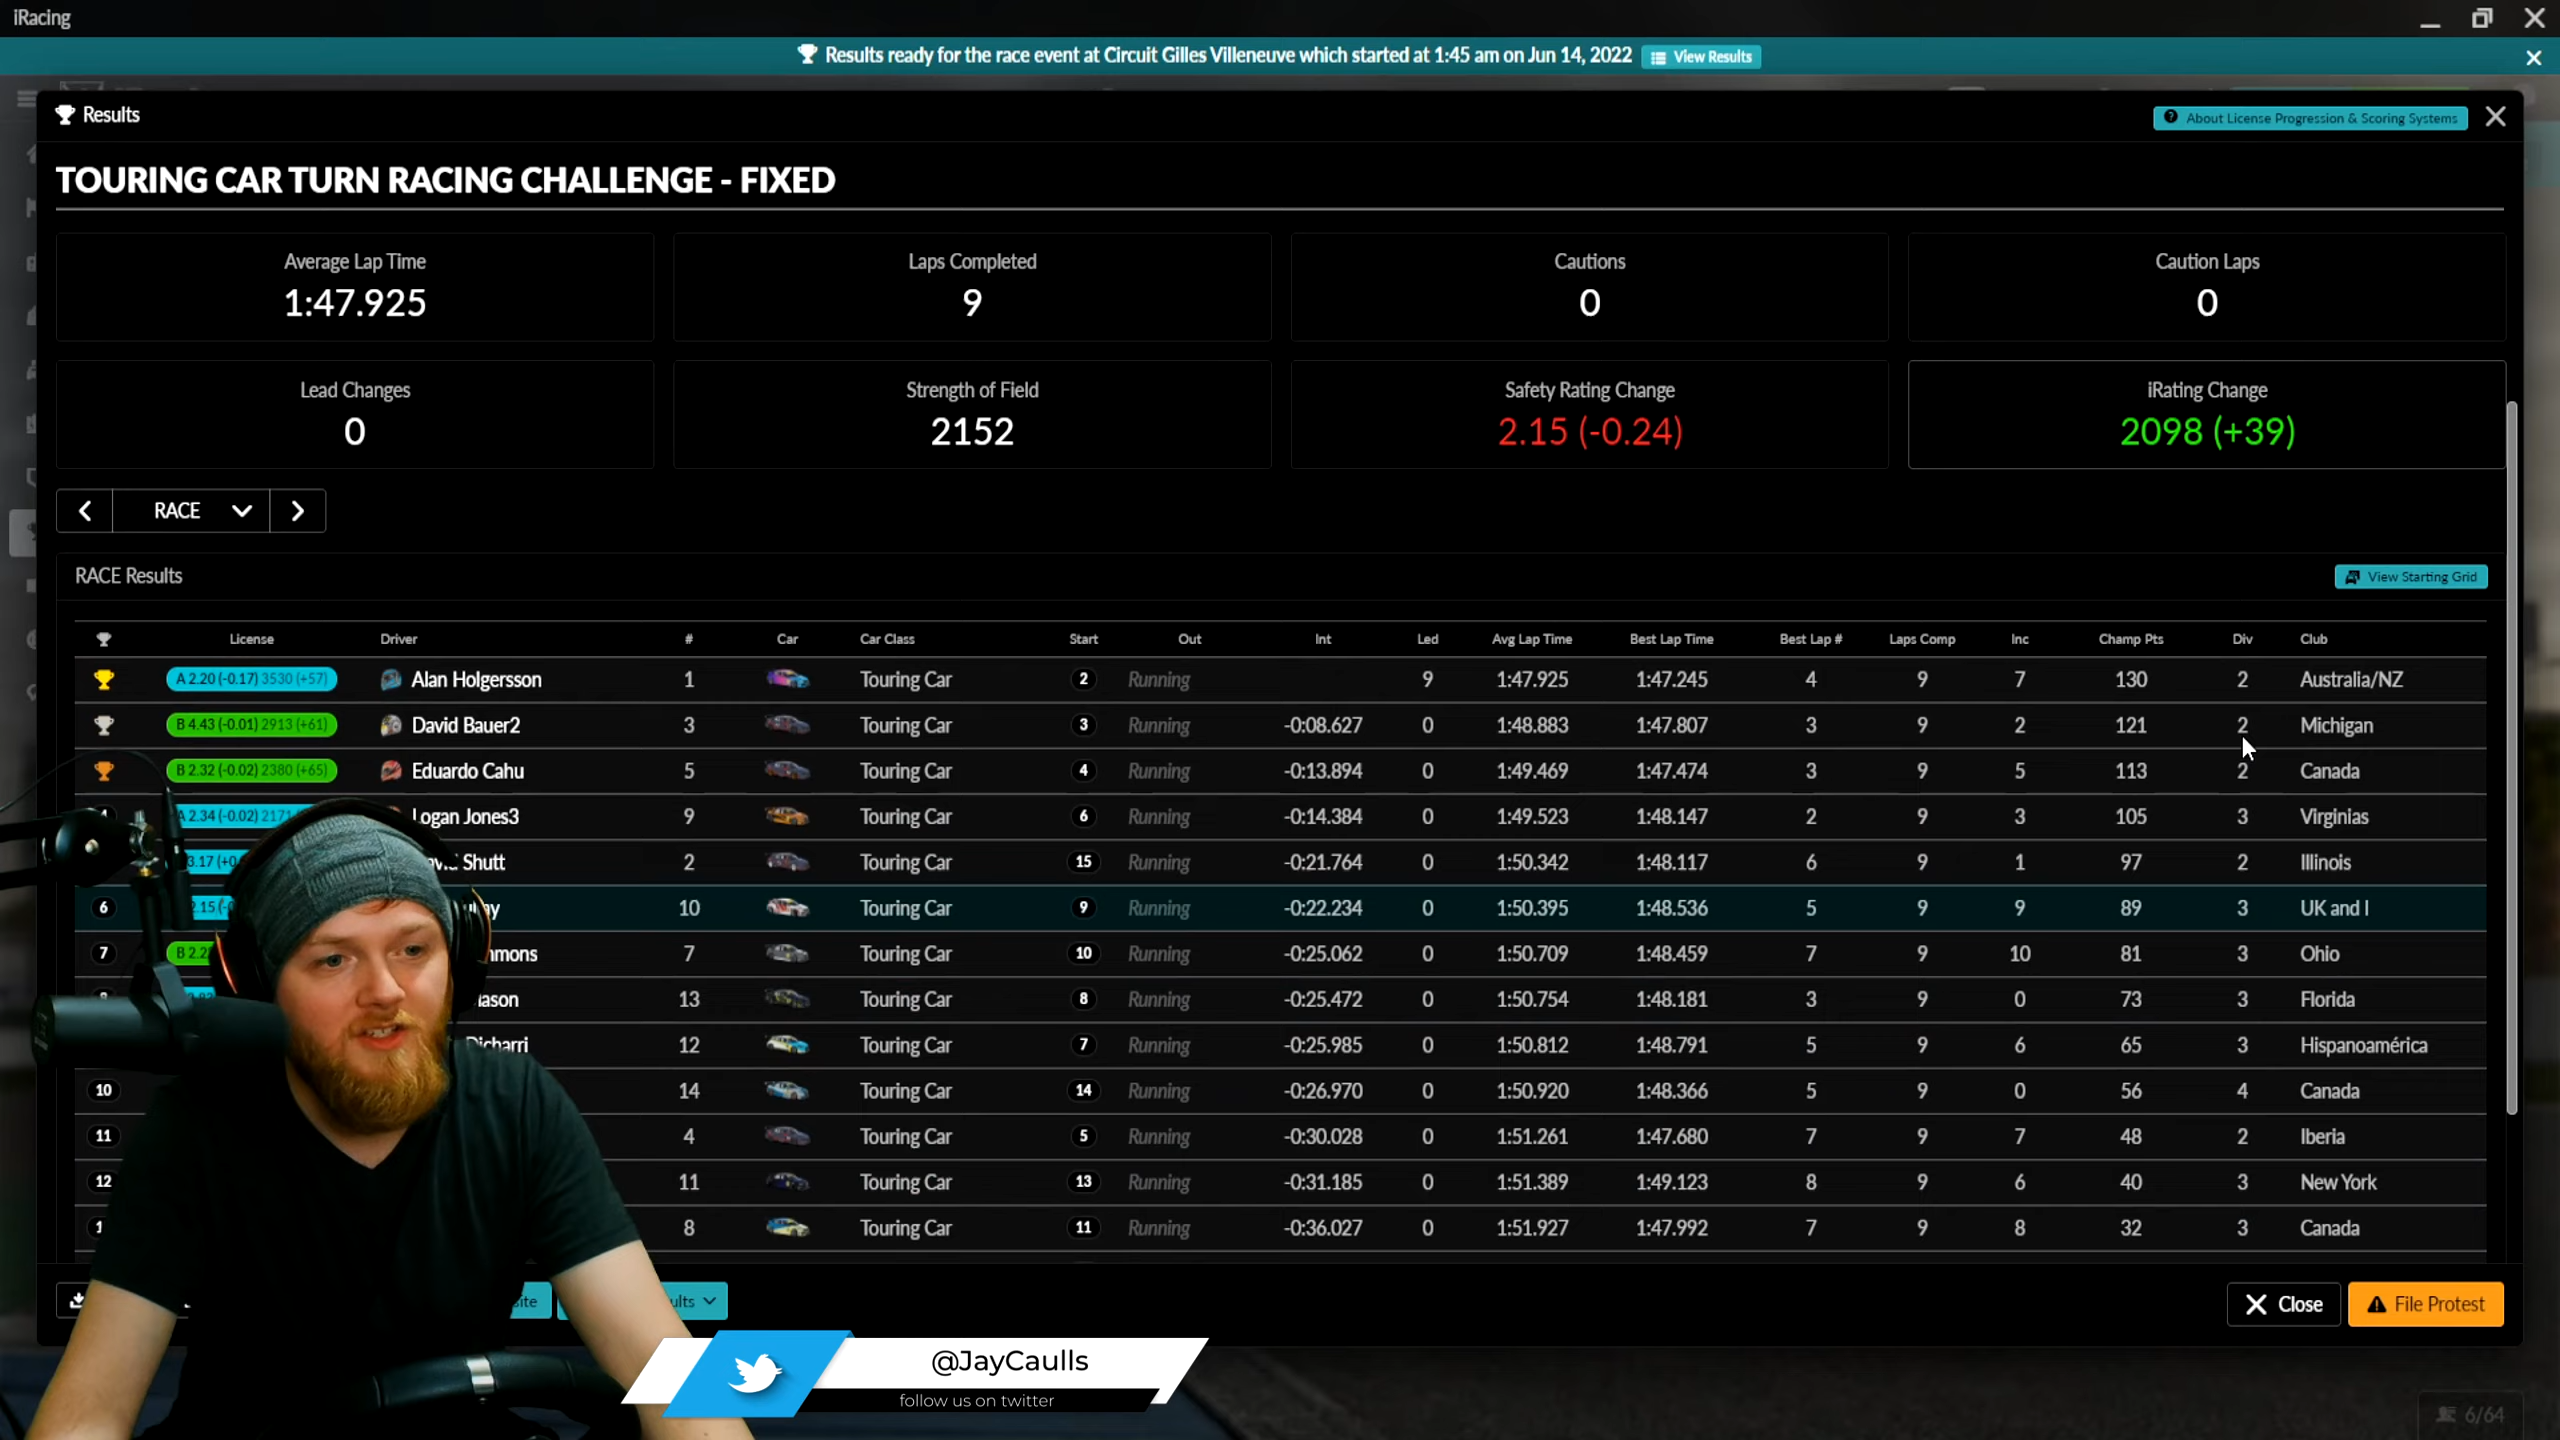 iRacing
Results ready for the race event at Circuit Gilles Villeneuve which started at 1:45 am on Jun 14, 2022 View Results
Results About License Progression & Scoring Systems
TOURING CAR TURN RACING CHALLENGE - FIXED
Average Lap Time Laps Completed Cautions Caution Laps
1:47.925 9 0 0
Lead Changes Strength of Field Safety Rating Change iRating Change
0 2152 2.15 (-0.24) 2098 (+39)
RACE
RACE Results View Starting Grid
License Driver # Car Car Class Start Out Int Led Avg Lap Time Best Lap Time Best Lap # Laps Comp Inc Champ Pts Div Club
A 2.20 (-0.17) 3530 (+57) Alan Holgersson 1 Touring Car 2 Running 9 1:47.925 1:47.245 4 9 7 130 2 Australia/NZ
B 4.43 (-0.01) 2913 (+61) David Bauer2 3 Touring Car 3 Running -0:08.627 0 1:48.883 1:47.807 3 9 2 121 2 Michigan
B 2.32 (-0.02) 2380 (+65) Eduardo Cahu 5 Touring Car 4 Running -0:13.894 0 1:49.469 1:47.474 3 9 5 113 2 Canada
A 2.34 (-0.02) 2171 Logan Jones3 9 Touring Car 6 Running -0:14.384 0 1:49.523 1:48.147 2 9 3 105 3 Virginias
3.17 Shutt 2 Touring Car 15 Running -0:21.764 0 1:50.342 1:48.117 6 9 1 97 2 Illinois
6 2.15 10 Touring Car 9 Running -0:22.234 0 1:50.395 1:48.536 5 9 9 89 3 UK and I
7 B 2.2 7 Touring Car 10 Running -0:25.062 0 1:50.709 1:48.459 7 9 10 81 3 Ohio
13 Touring Car 8 Running -0:25.472 0 1:50.754 1:48.181 3 9 0 73 3 Florida
12 Touring Car 7 Running -0:25.985 0 1:50.812 1:48.791 5 9 6 65 3 Hispanoamérica
10 14 Touring Car 14 Running -0:26.970 0 1:50.920 1:48.366 5 9 0 56 4 Canada
11 4 Touring Car 5 Running -0:30.028 0 1:51.261 1:47.680 7 9 7 48 2 Iberia
12 11 Touring Car 13 Running -0:31.185 0 1:51.389 1:49.123 8 9 6 40 3 New York
8 Touring Car 11 Running -0:36.027 0 1:51.927 1:47.992 7 9 8 32 3 Canada
Close File Protest
@JayCaulls
follow us on twitter
6/64